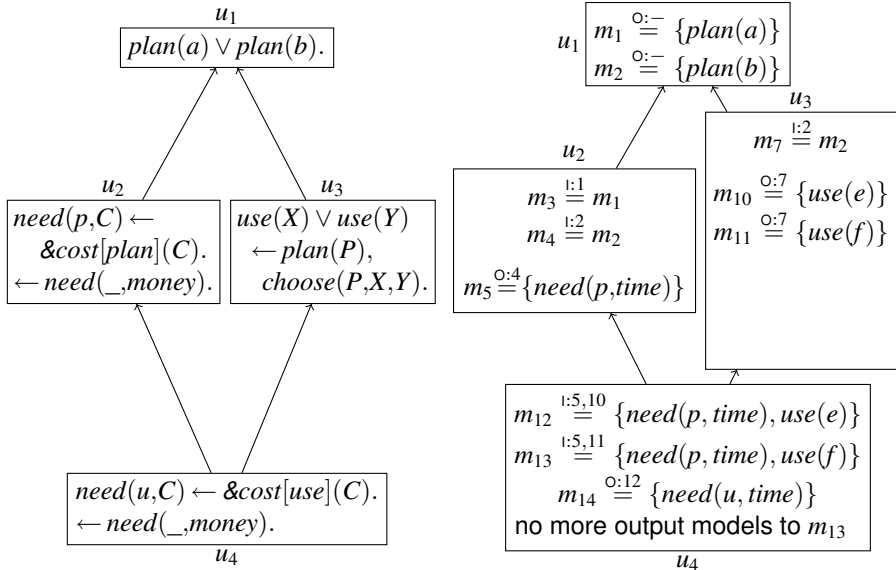 u₁
plan(a) ∨ plan(b).
u₂
need(p,C) ←
&cost[plan](C).
← need(_,money).
u₃
use(X) ∨ use(Y)
← plan(P),
choose(P,X,Y).
need(u,C) ← &cost[use](C).
← need(_,money).
u₄
u₁
m₁ O:–= {plan(a)}
m₂ O:–= {plan(b)}
u₂
m₃ I:1= m₁
m₄ I:2= m₂
m₅ O:4= {need(p,time)}
u₃
m₇ I:2= m₂
m₁₀ O:7= {use(e)}
m₁₁ O:7= {use(f)}
m₁₂ I:5,10= {need(p, time), use(e)}
m₁₃ I:5,11= {need(p, time), use(f)}
m₁₄ O:12= {need(u, time)}
no more output models to m₁₃
u₄